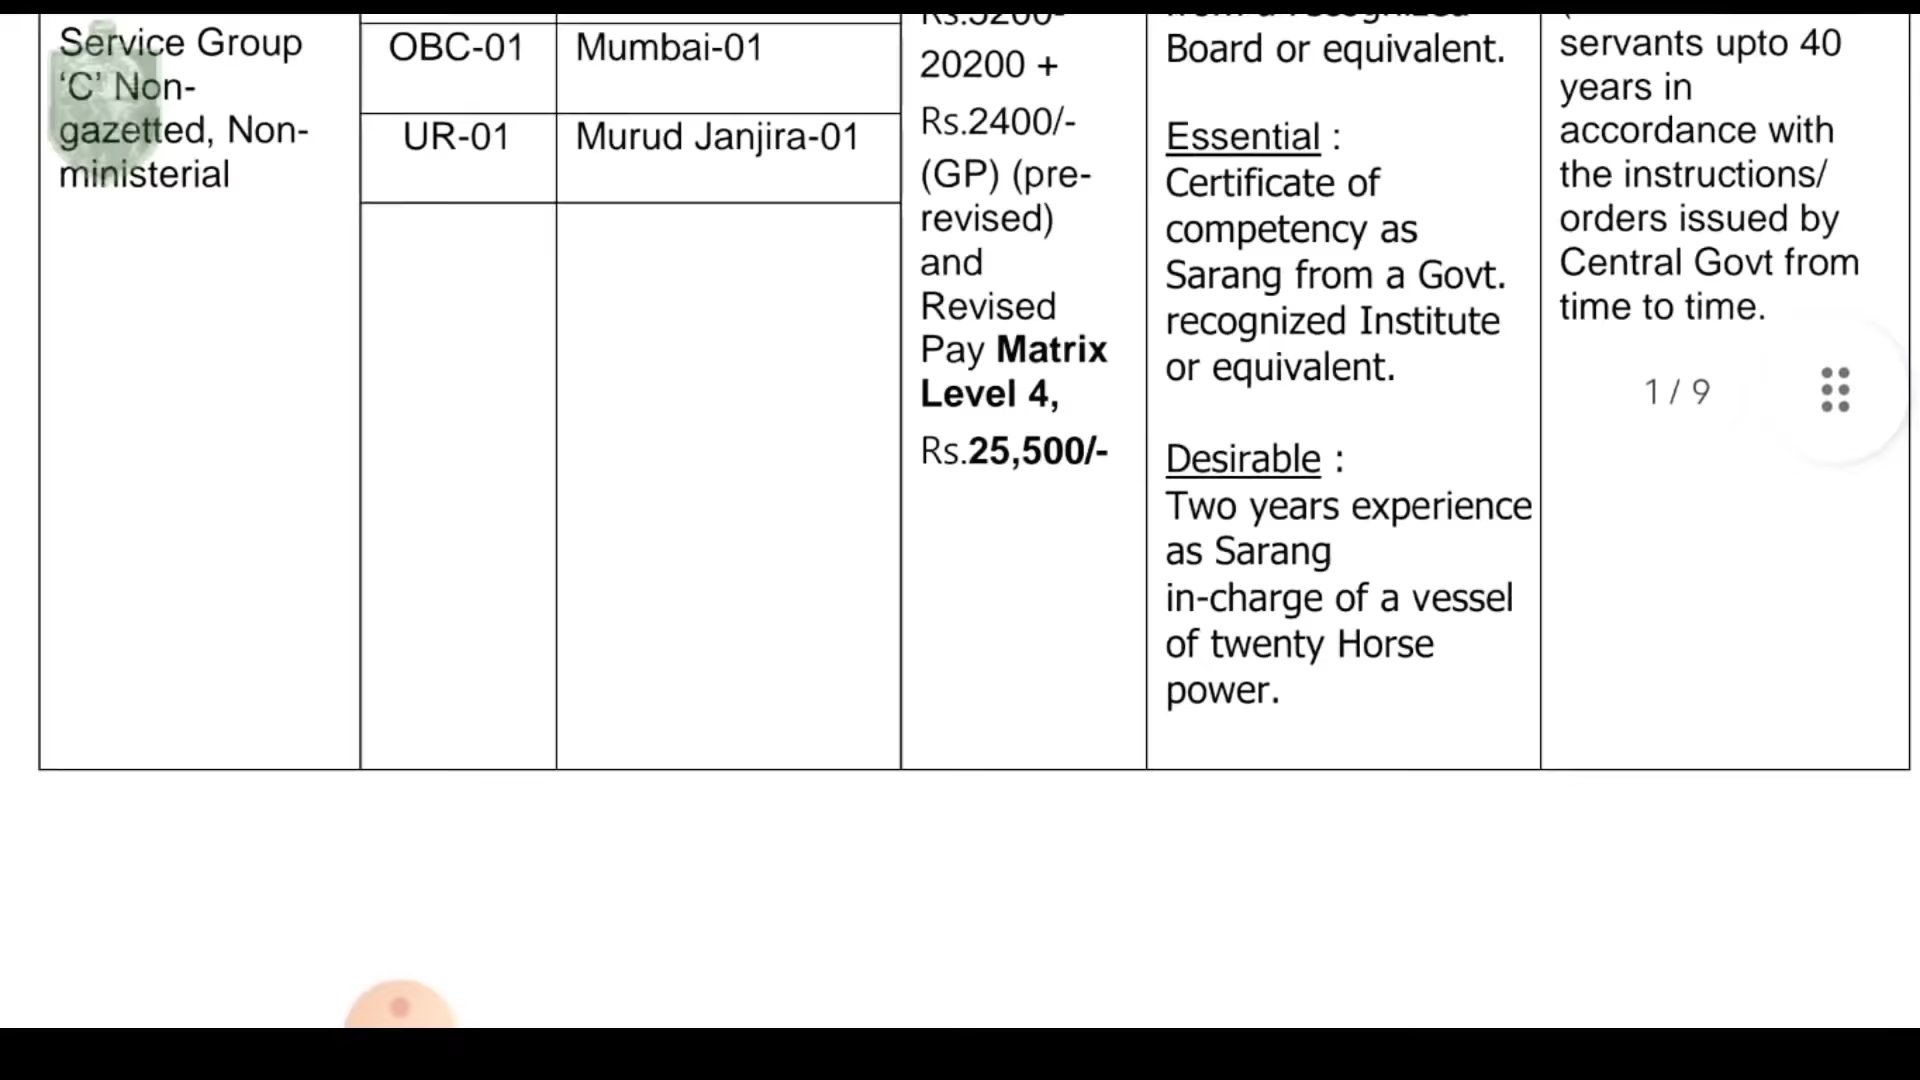 Service Group
‘C’ Non-
gazetted, Non-
ministerial
OBC-01
Mumbai-01
UR-01
Murud Janjira-01
Rs.5200-
20200 +
Rs.2400/-
(GP) (pre-
revised)
and
Revised
Pay Matrix
Level 4,
Rs.25,500/-
from a recognized
Board or equivalent.
Essential :
Certificate of
competency as
Sarang from a Govt.
recognized Institute
or equivalent.
Desirable :
Two years experience
as Sarang
in-charge of a vessel
of twenty Horse
power.
servants upto 40
years in
accordance with
the instructions/
orders issued by
Central Govt from
time to time.
1 / 9